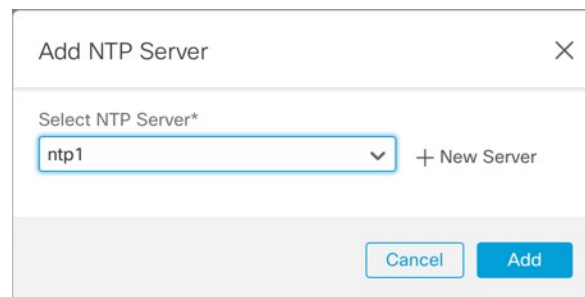 Add NTP Server
Select NTP Server*
ntp1
+ New Server
Cancel
Add